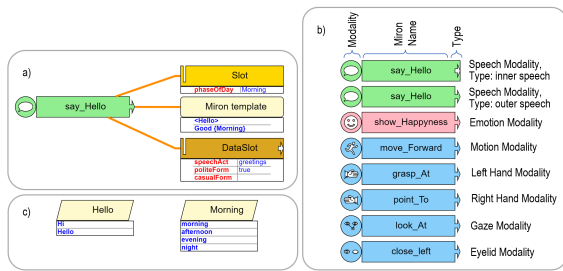 a)
say_Hello
Slot
phaseOfDay Morning
Miron template
<Hello>
Good {Morning}
DataSlot
speechAct greetings
politeForm true
casualForm
c)
Hello
Hi
Hello
Morning
morning
afternoon
evening
night
b)
Modality
Miron
Name
Type
say_Hello
Speech Modality,
Type: inner speech
say_Hello
Speech Modality,
Type: outer speech
show_Happyness
Emotion Modality
move_Forward
Motion Modality
grasp_At
Left Hand Modality
point_To
Right Hand Modality
look_At
Gaze Modality
close_left
Eyelid Modality